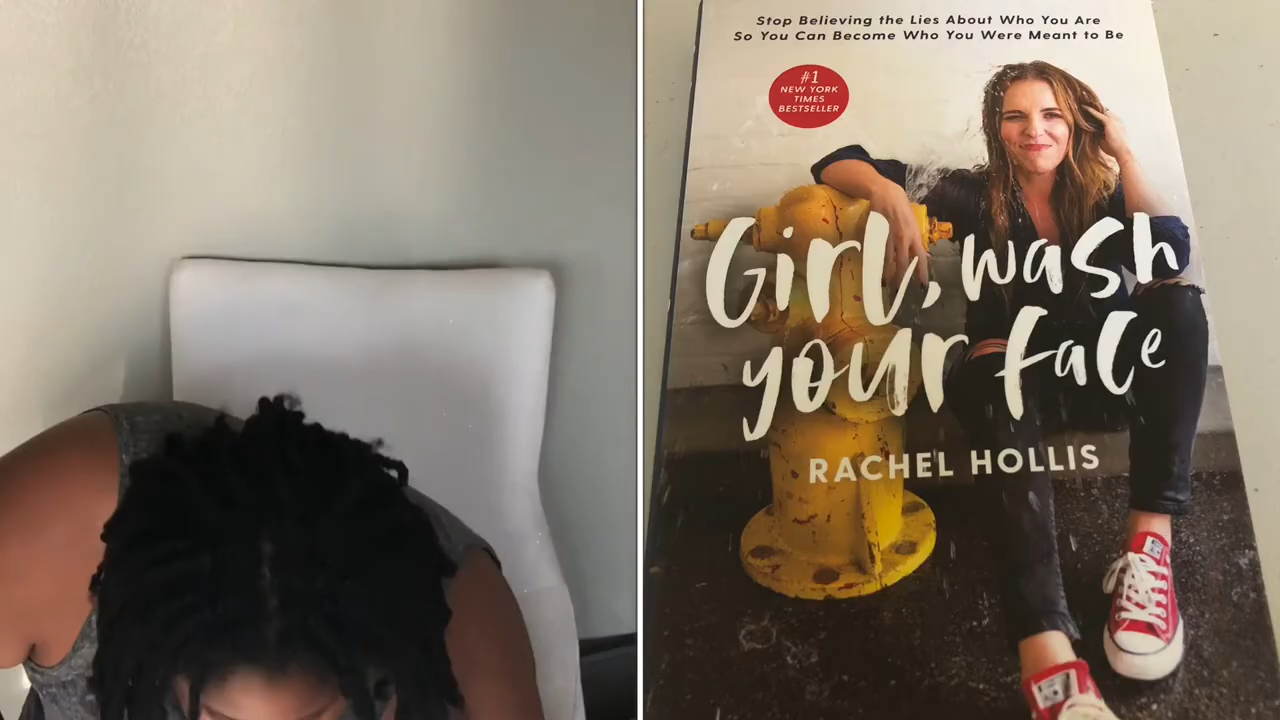 Stop Believing the Lies About Who You Are
So You Can Become Who You Were Meant to Be
#1
NEW YORK
TIMES
BESTSELLER
Girl, wash
your face
RACHEL HOLLIS